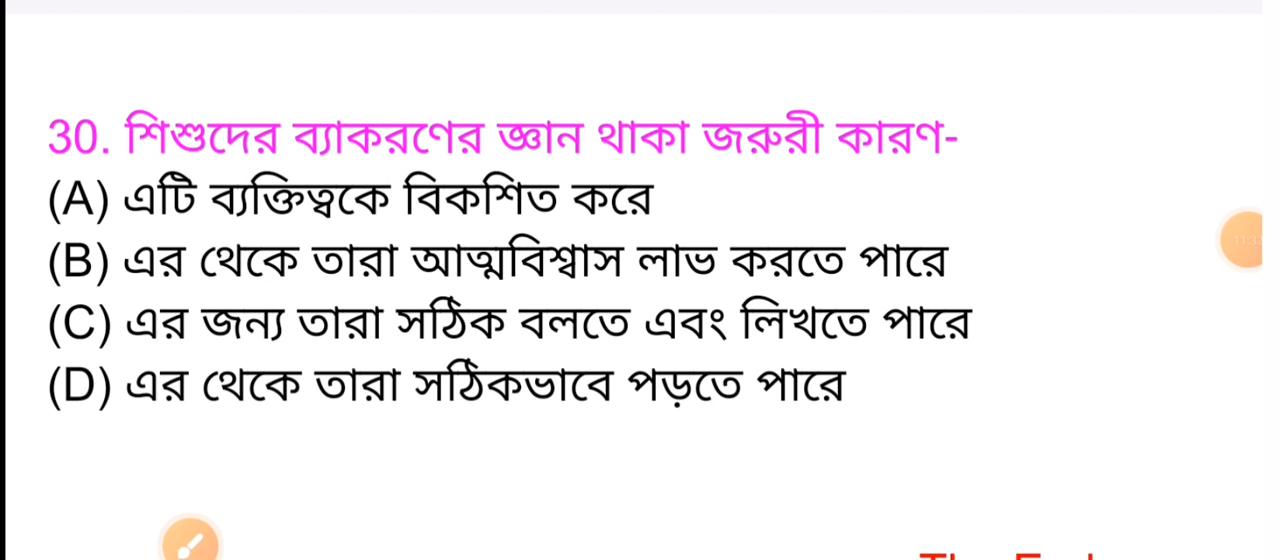 30. শিশুদের ব্যাকরণের জ্ঞান থাকা জরুরী কারণ-
(A) এটি ব্যক্তিত্বকে বিকশিত করে
(B) এর থেকে তারা আত্মবিশ্বাস লাভ করতে পারে
(C) এর জন্য তারা সঠিক বলতে এবং লিখতে পারে
(D) এর থেকে তারা সঠিকভাবে পড়তে পারে